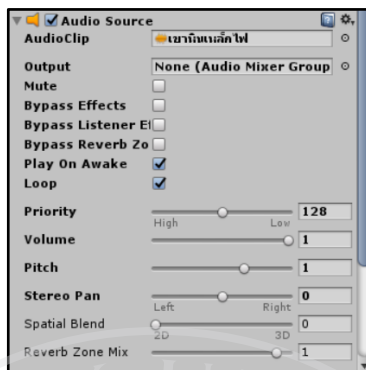 Audio Source
AudioClip เขาพินเหล็กไฟ
Output None (Audio Mixer Group
Mute
Bypass Effects
Bypass Listener Ef
Bypass Reverb Zo
Play On Awake
Loop
Priority 128
High Low
Volume 1
Pitch 1
Stereo Pan 0
Left Right
Spatial Blend 0
2D 3D
Reverb Zone Mix 1